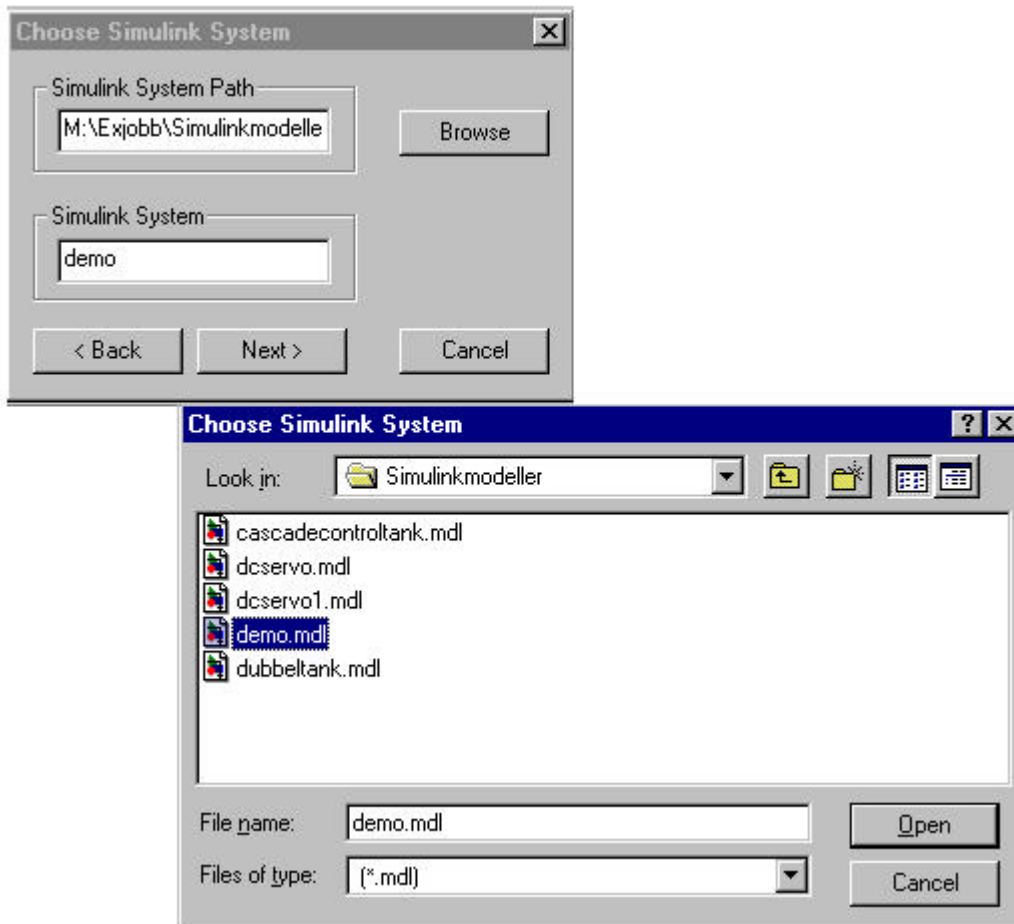 Choose Simulink System
Simulink System Path
M:\Exjobb\Simulinkmodelle
Browse
Simulink System
demo
< Back
Next >
Cancel
Choose Simulink System
Look in:
Simulinkmodeller
cascadecontroltank.mdl
dcservo.mdl
dcservo1.mdl
demo.mdl
dubbeltank.mdl
File name:
demo.mdl
Open
Files of type:
(*.mdl)
Cancel